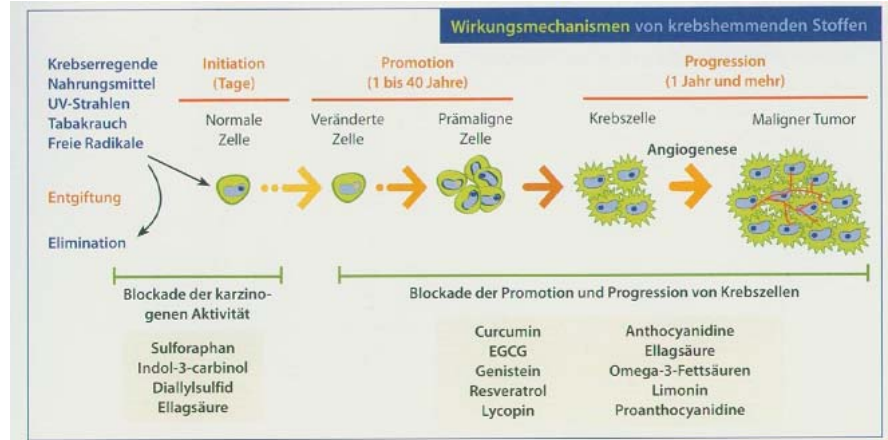 Wirkungsmechanismen von krebshemmenden Stoffen
Krebserregende
Nahrungsmittel
UV-Strahlen
Tabakrauch
Freie Radikale
Entgiftung
Elimination
Initiation
(Tage)
Normale
Zelle
Promotion
(1 bis 40 Jahre)
Veränderte
Zelle
Prämaligne
Zelle
Progression
(1 Jahr und mehr)
Krebszelle
Angiogenese
Maligner Tumor
Blockade der karzino-
genen Aktivität
Sulforaphan
Indol-3-carbinol
Diallylsulfid
Ellagsäure
Blockade der Promotion und Progression von Krebszellen
Curcumin
EGCG
Genistein
Resveratrol
Lycopin
Anthocyanidine
Ellagsäure
Omega-3-Fettsäuren
Limonin
Proanthocyanidine